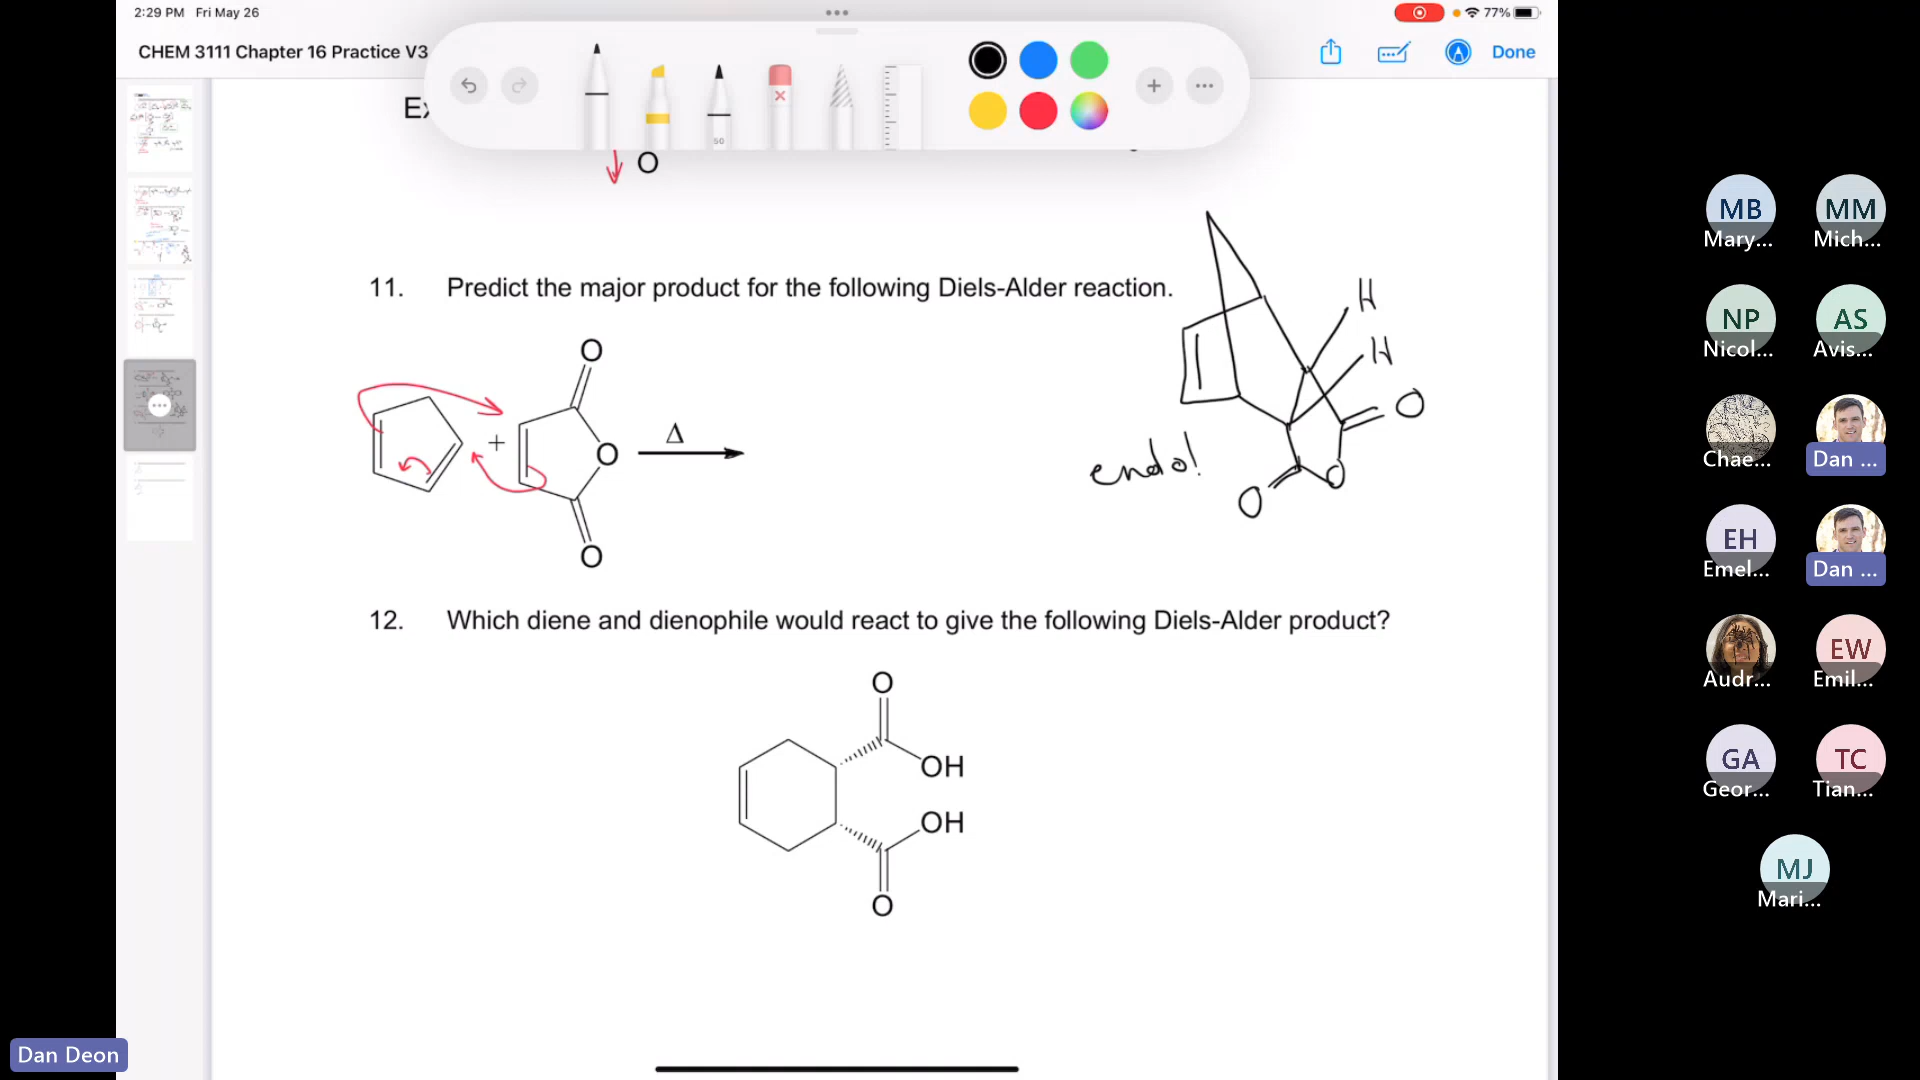 2:29 PM Fri May 26
77%
CHEM 3111 Chapter 16 Practice V3
Done
50
Ex
O
11. Predict the major product for the following Diels-Alder reaction.
H
H
O
O
O
endo!
O
+
O
Δ
O
12. Which diene and dienophile would react to give the following Diels-Alder product?
O
OH
OH
O
MB
Mary...
MM
Mich...
NP
Nicol...
AS
Avis...
Chae...
Dan ...
EH
Emel...
Dan ...
Audr...
EW
Emil...
GA
Geor...
TC
Tian...
MJ
Mari...
Dan Deon